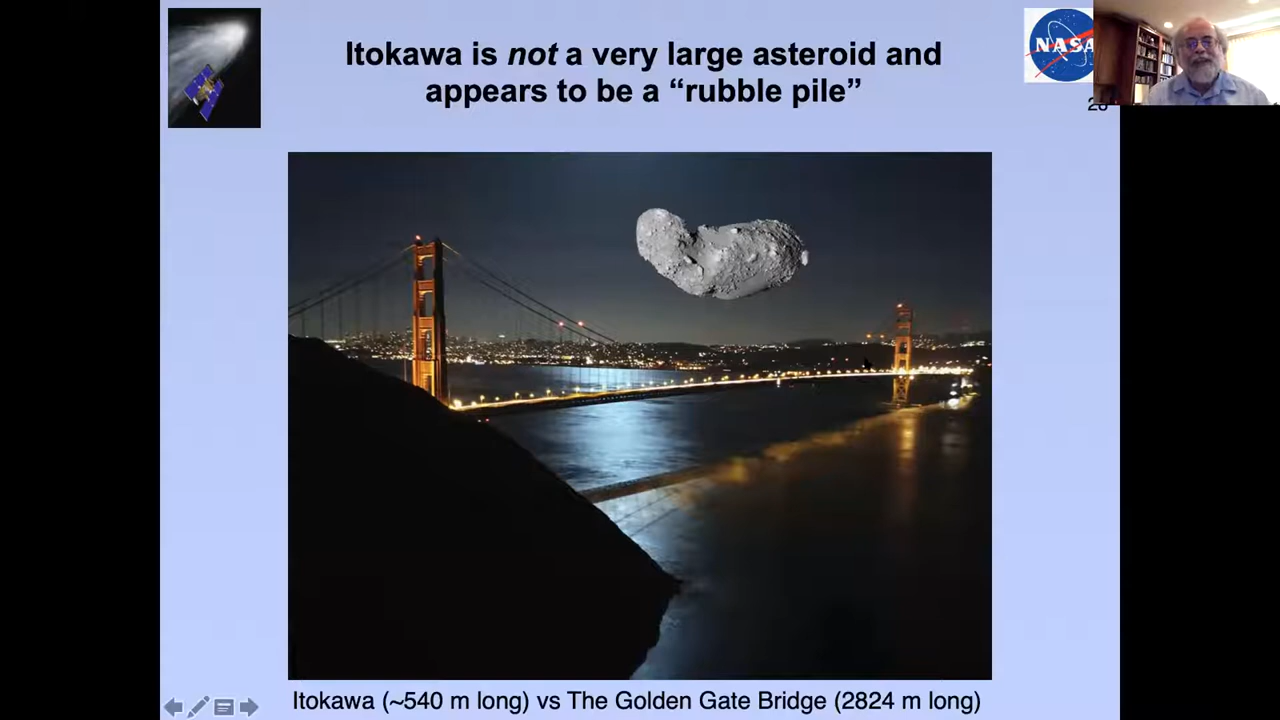 Itokawa is not a very large asteroid and
appears to be a “rubble pile”
NASA
Itokawa (~540 m long) vs The Golden Gate Bridge (2824 m long)